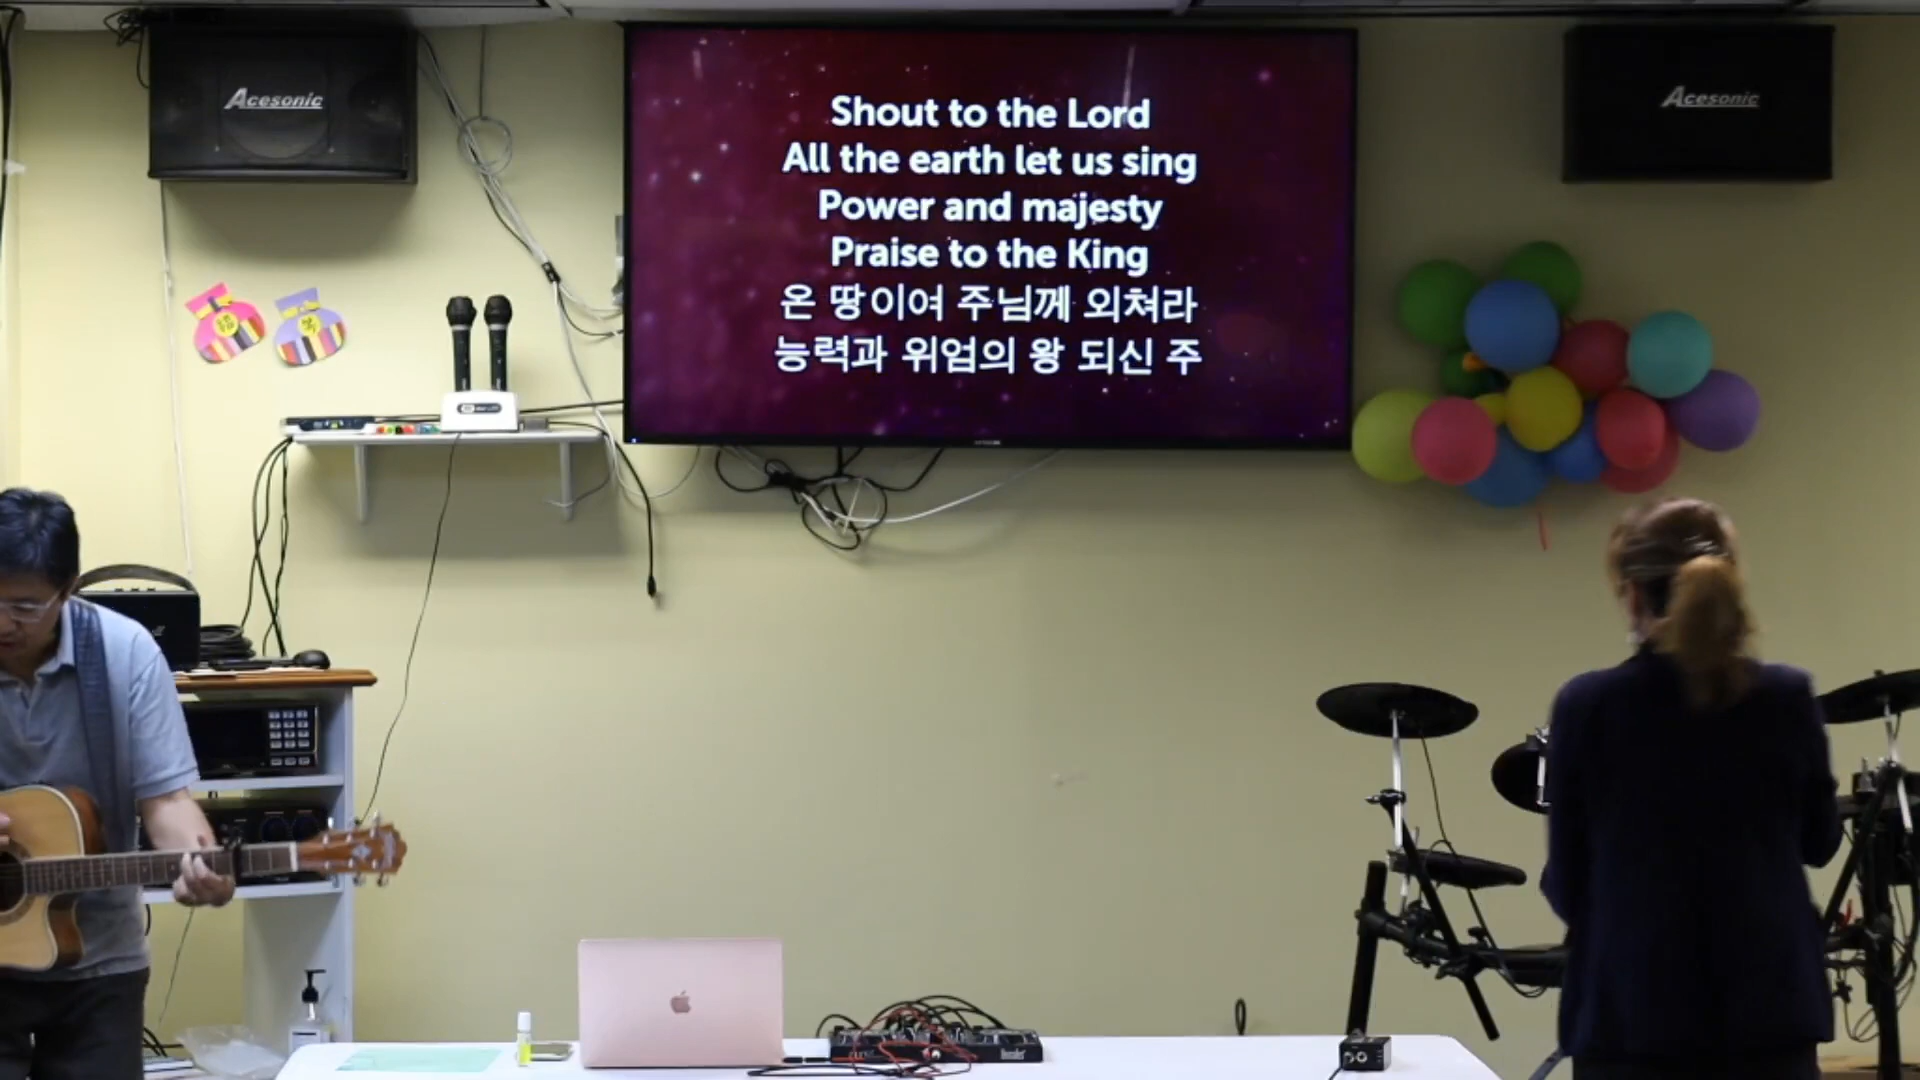 Acesonic
Acesonic
Shout to the Lord
All the earth let us sing
Power and majesty
Praise to the King
온 땅이여 주님께 외쳐라
능력과 위엄의 왕 되신 주